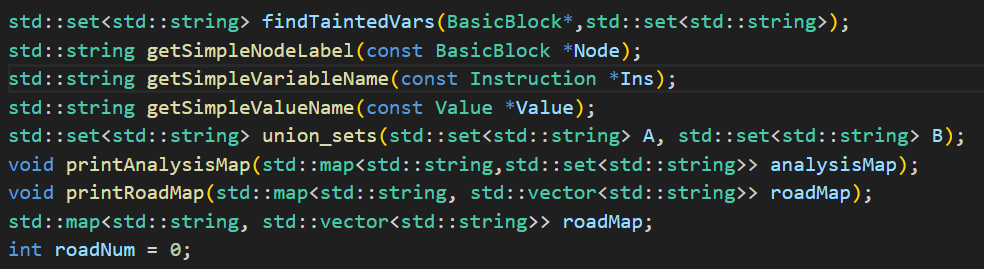 std::set<std::string> findTaintedVars(BasicBlock*,std::set<std::string>);
std::string getSimpleNodeLabel(const BasicBlock *Node);
std::string getSimpleVariableName(const Instruction *Ins);
std::string getSimpleValueName(const Value *Value);
std::set<std::string> union_sets(std::set<std::string> A, std::set<std::string> B);
void printAnalysisMap(std::map<std::string,std::set<std::string>> analysisMap);
void printRoadMap(std::map<std::string, std::vector<std::string>> roadMap);
std::map<std::string, std::vector<std::string>> roadMap;
int roadNum = 0;